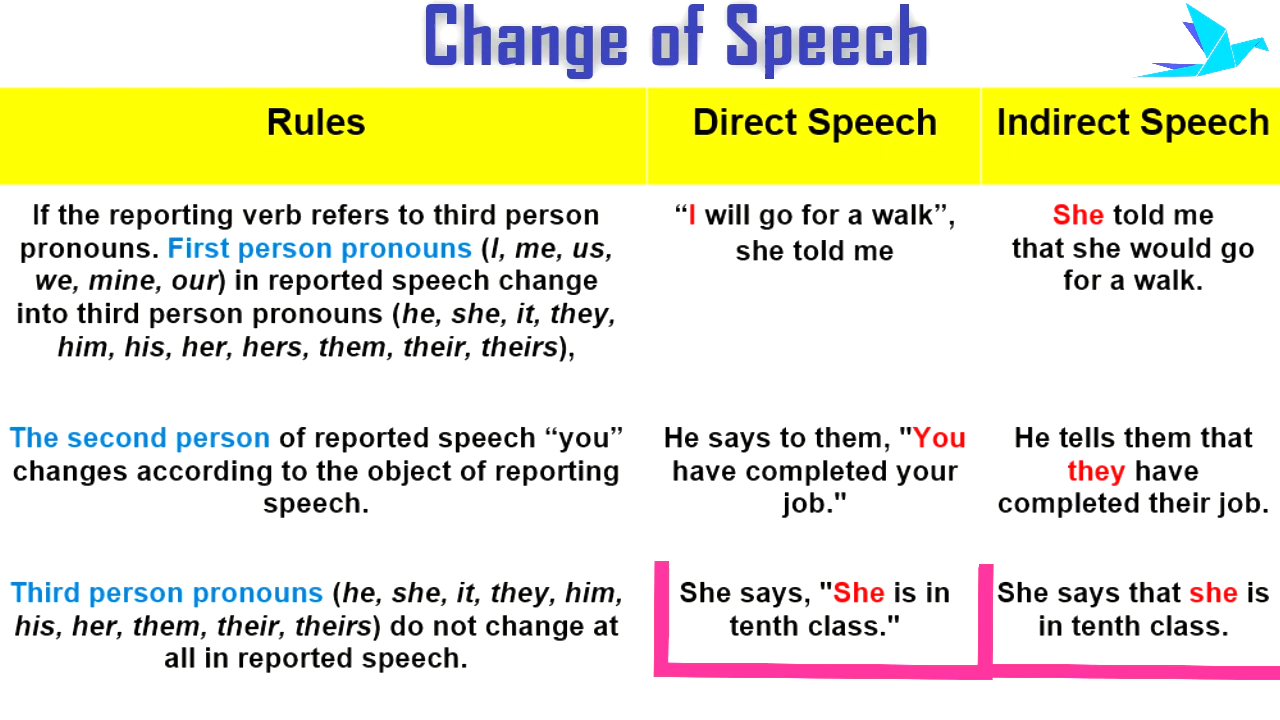 Change of Speech
Rules
Direct Speech
Indirect Speech
If the reporting verb refers to third person
pronouns. First person pronouns (I, me, us,
we, mine, our) in reported speech change
into third person pronouns (he, she, it, they,
him, his, her, hers, them, their, theirs),
“I will go for a walk”,
she told me
She told me
that she would go
for a walk.
The second person of reported speech “you”
changes according to the object of reporting
speech.
He says to them, "You
have completed your
job."
He tells them that
they have
completed their job.
Third person pronouns (he, she, it, they, him,
his, her, them, their, theirs) do not change at
all in reported speech.
She says, "She is in
tenth class."
She says that she is
in tenth class.